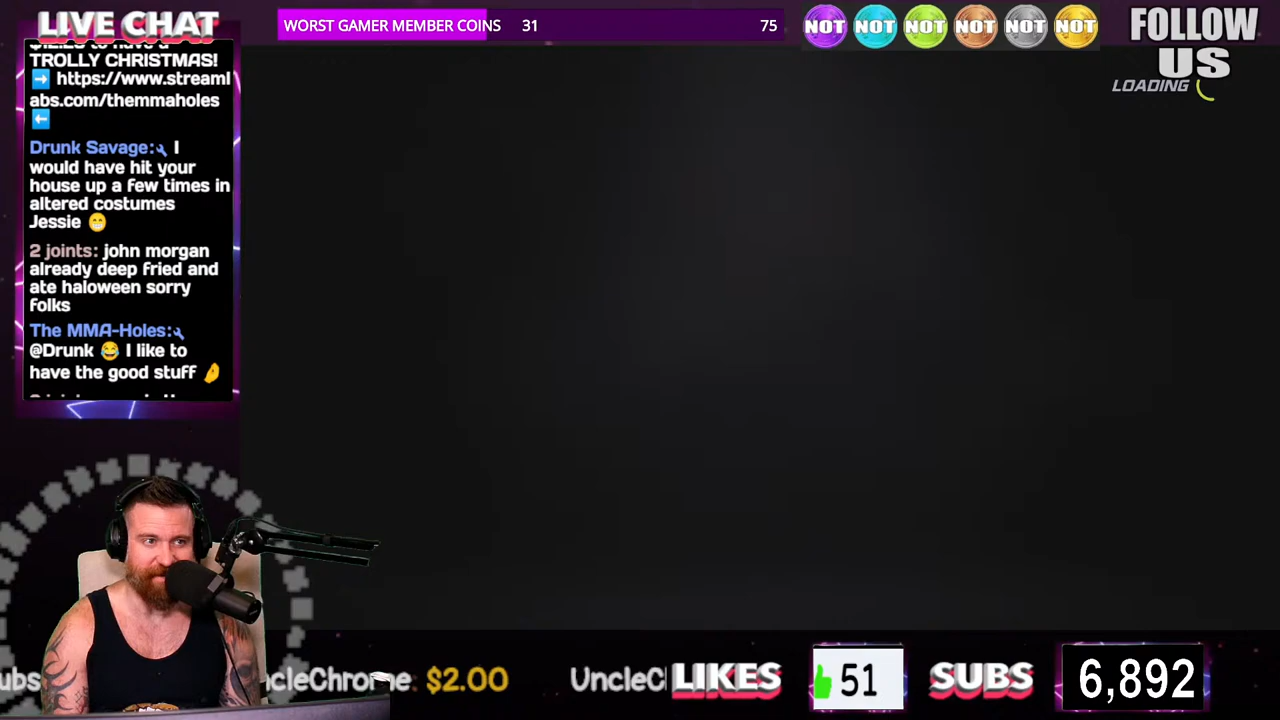 LIVE CHAT
TROLLY CHRISTMAS!
➡ https://www.streaml
abs.com/themmaholes
⬅
Drunk Savage: I
would have hit your
house up a few times in
altered costumes
Jessie 😁
2 joints: john morgan
already deep fried and
ate haloween sorry
folks
The MMA-Holes:
@Drunk 😂 I like to
have the good stuff 🤌
WORST GAMER MEMBER COINS 31 75
NOT NOT NOT NOT NOT NOT
FOLLOW
US
LOADING
ubs cleChrome $2.00 UncleC LIKES 51 SUBS 6,892